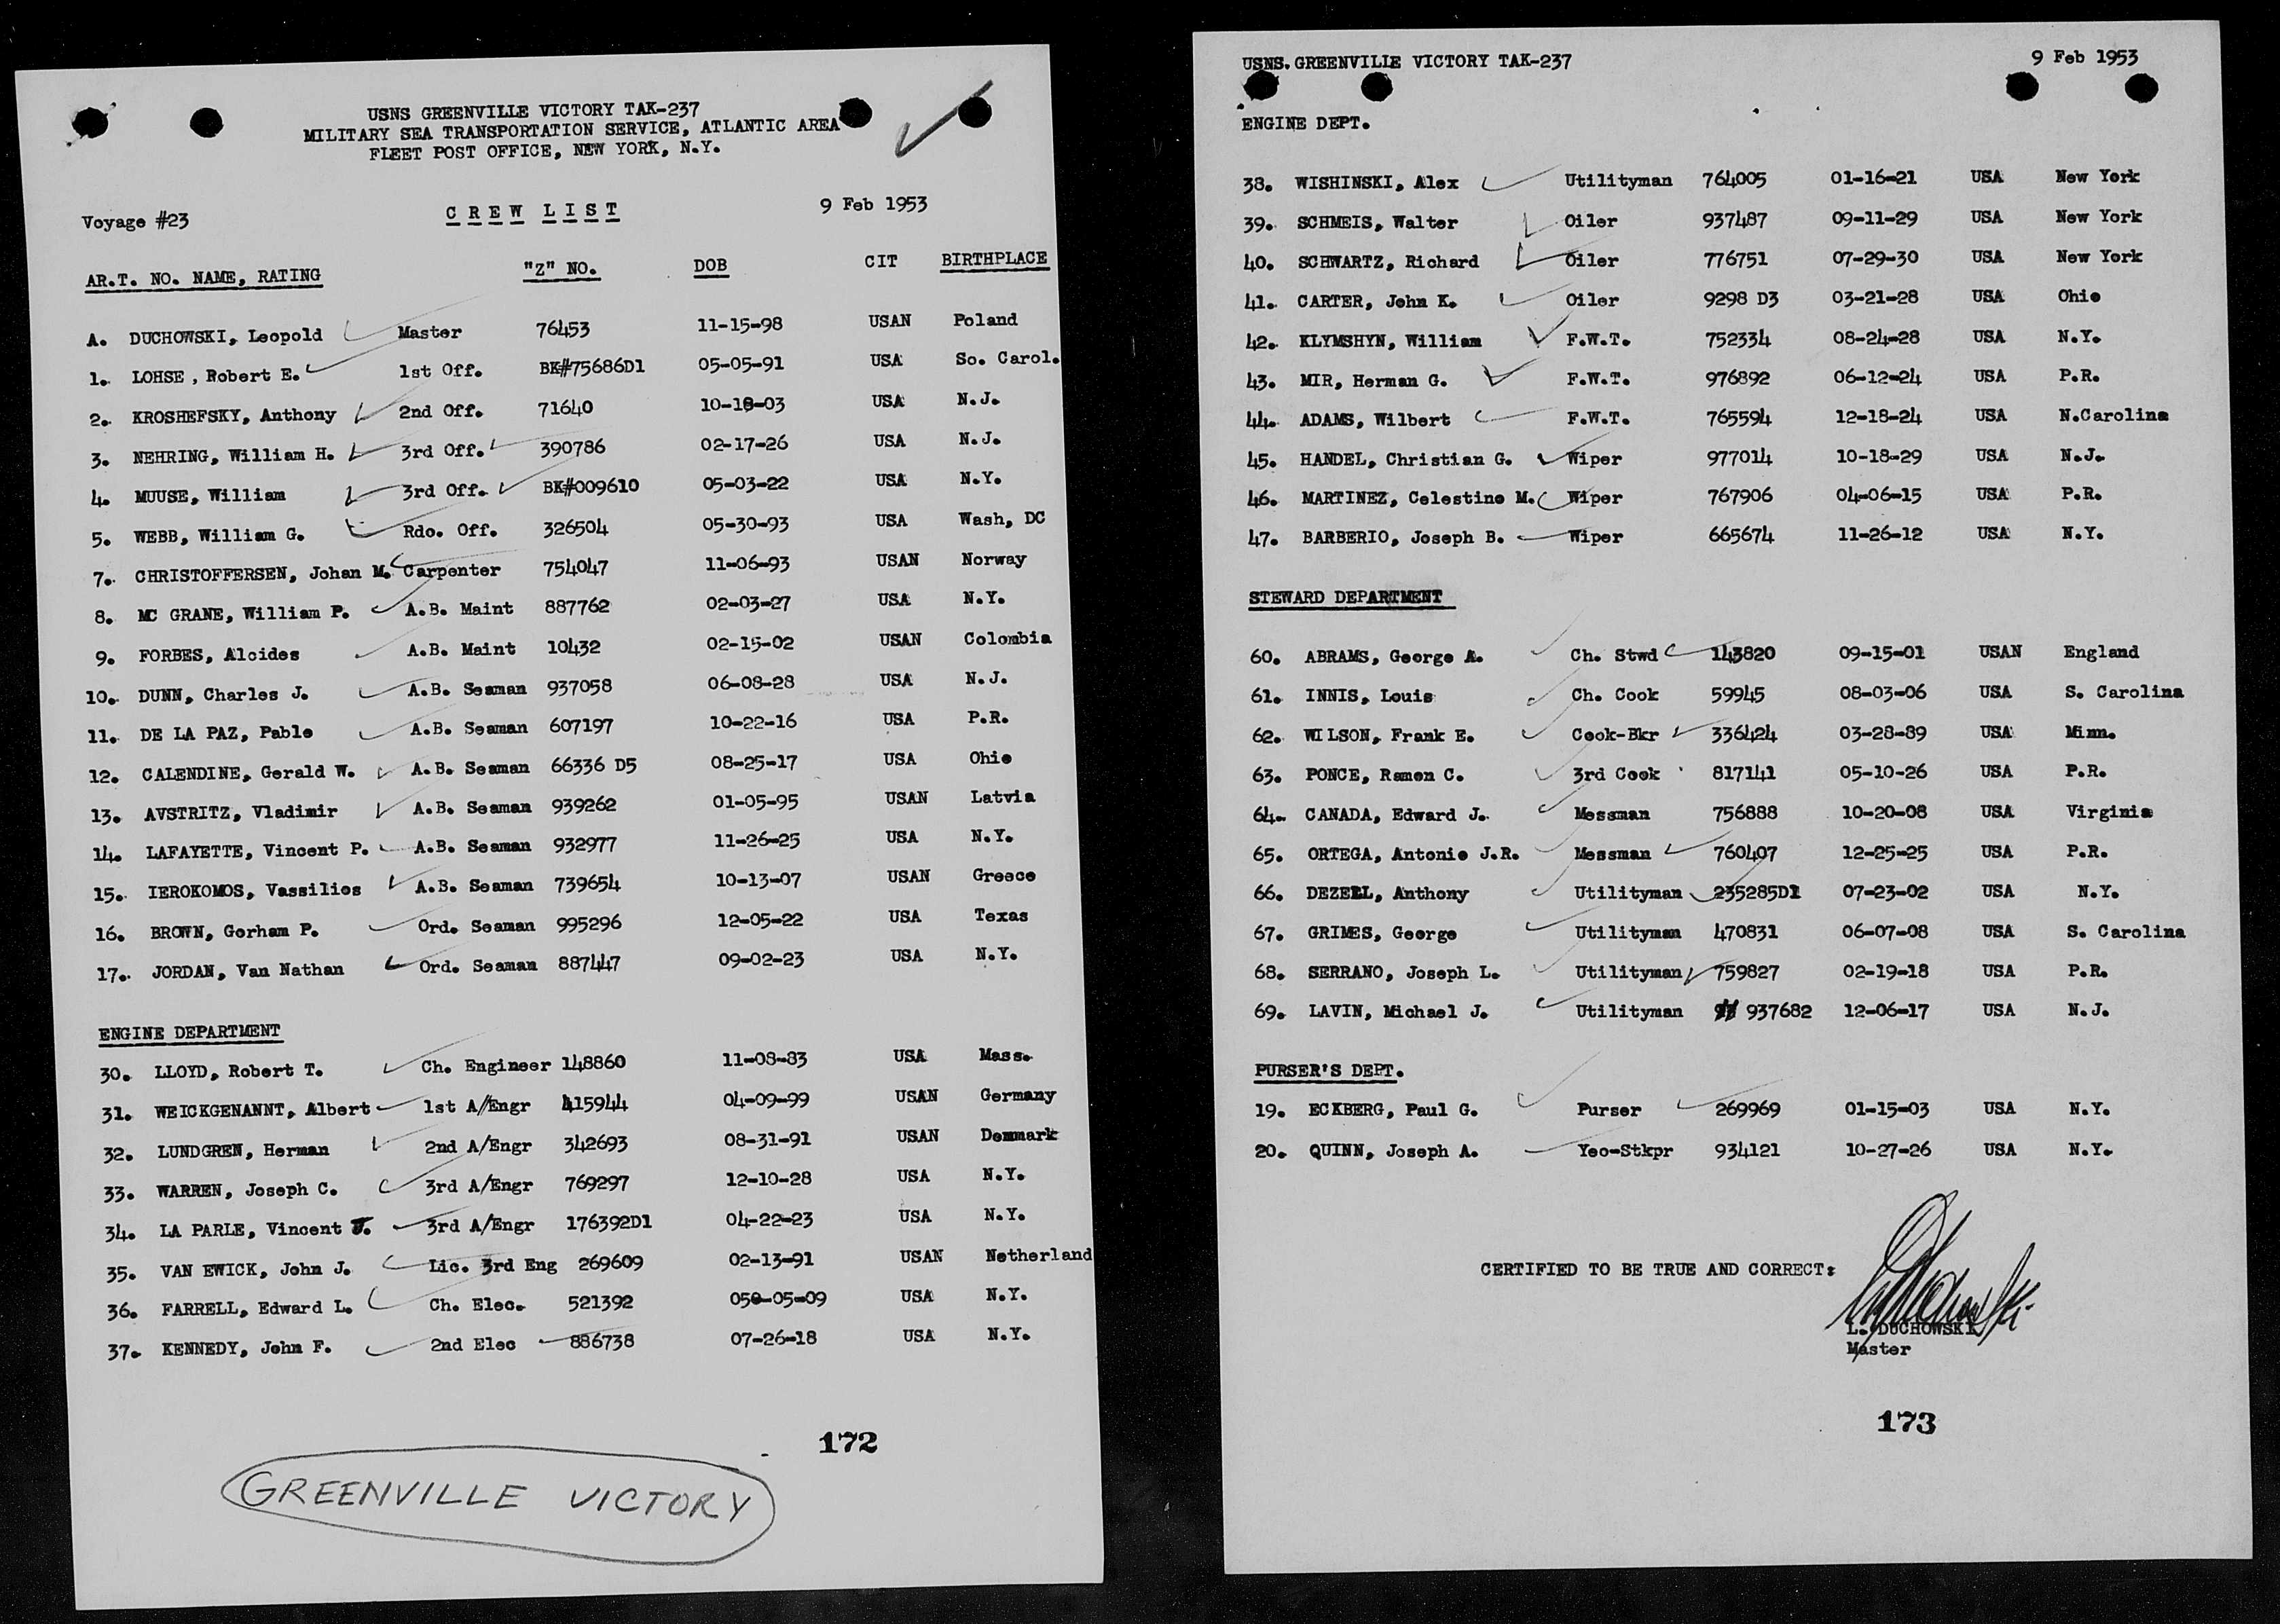 USNS GREENVILLE VICTORY TAK-237
MILITARY SEA TRANSPORTATION SERVICE, ATLANTIC AREA
FLEET POST OFFICE, NEW YORK, N.Y.
Voyage #23 CREW LIST 9 Feb 1953
AR.T. NO. NAME, RATING "Z" NO. DOB CIT BIRTHPLACE
A. DUCHOWSKI, Leopold Master 76453 11-15-98 USAN Poland
1. LOHSE, Robert E. 1st Off. BK#75686D1 05-05-91 USA So. Carol.
2. KROSHEFSKY, Anthony 2nd Off. 71640 10-18-03 USA N.J.
3. NEHRING, William H. 3rd Off. 390786 02-17-26 USA N.J.
4. MUUSE, William 3rd Off. BK#009610 05-03-22 USA N.Y.
5. WEBB, William G. Rdo. Off. 326504 05-30-93 USA Wash, DC
7. CHRISTOFFERSEN, Johan M. Carpenter 754047 11-06-93 USAN Norway
8. MC GRANE, William P. A.B. Maint 887762 02-03-27 USA N.Y.
9. FORBES, Alcides A.B. Maint 10432 02-15-02 USAN Colombia
10. DUNN, Charles J. A.B. Seaman 937058 06-08-28 USA N.J.
11. DE LA PAZ, Pablo A.B. Seaman 607197 10-22-16 USA P.R.
12. CALENDINE, Gerald W. A.B. Seaman 66336 D5 08-25-17 USA Ohio
13. AVSTRITZ, Vladimir A.B. Seaman 939262 01-05-95 USAN Latvia
14. LAFAYETTE, Vincent P. A.B. Seaman 932977 11-26-25 USA N.Y.
15. IEROKOMOS, Vassilios A.B. Seaman 739654 10-13-07 USAN Greece
16. BROWN, Gorham P. Ord. Seaman 995296 12-05-22 USA Texas
17. JORDAN, Van Nathan Ord. Seaman 887447 09-02-23 USA N.Y.
ENGINE DEPARTMENT
30. LLOYD, Robert T. Ch. Engineer 148860 11-08-83 USA Mass.
31. WEICKGENANNT, Albert 1st A/Engr 415944 04-09-99 USAN Germany
32. LUNDGREN, Herman 2nd A/Engr 342693 08-31-91 USAN Denmark
33. WARREN, Joseph C. 3rd A/Engr 769297 12-10-28 USA N.Y.
34. LA PARLE, Vincent J. 3rd A/Engr 176392D1 04-22-23 USA N.Y.
35. VAN EWICK, John J. Lic. 3rd Eng 269609 02-13-91 USAN Netherland
36. FARRELL, Edward L. Ch. Elec. 521392 050-05-09 USA N.Y.
37. KENNEDY, John F. 2nd Elec 886738 07-26-18 USA N.Y.
172
GREENVILLE VICTORY
USNS. GREENVILLE VICTORY TAK-237 9 Feb 1953
ENGINE DEPT.
38. WISHINSKI, Alex Utilityman 764005 01-16-21 USA New York
39. SCHMEIS, Walter Oiler 937487 09-11-29 USA New York
40. SCHWARTZ, Richard Oiler 776751 07-29-30 USA New York
41. CARTER, John K. Oiler 9298 D3 03-21-28 USA Ohio
42. KLYMSHYN, William F.W.T. 752334 08-24-28 USA N.Y.
43. MIR, Herman G. F.W.T. 976892 06-12-24 USA P.R.
44. ADAMS, Wilbert F.W.T. 765594 12-18-24 USA N.Carolina
45. HANDEL, Christian G. Wiper 977014 10-18-29 USA N.J.
46. MARTINEZ, Celestino M. Wiper 767906 04-06-15 USA P.R.
47. BARBERIO, Joseph B. Wiper 665674 11-26-12 USA N.Y.
STEWARD DEPARTMENT
60. ABRAMS, George A. Ch. Stwd 143820 09-15-01 USAN England
61. INNIS, Louis Ch. Cook 59945 08-03-06 USA S. Carolina
62. WILSON, Frank E. Cook-Bkr 336424 03-28-89 USA Minn.
63. PONCE, Ramon C. 3rd Cook 817141 05-10-26 USA P.R.
64. CANADA, Edward J. Messman 756888 10-20-08 USA Virginia
65. ORTEGA, Antonio J.R. Messman 760407 12-25-25 USA P.R.
66. DEZELL, Anthony Utilityman 235285D1 07-23-02 USA N.Y.
67. GRIMES, George Utilityman 470831 06-07-08 USA S. Carolina
68. SERRANO, Joseph L. Utilityman 759827 02-19-18 USA P.R.
69. LAVIN, Michael J. Utilityman 937682 12-06-17 USA N.J.
PURSER'S DEPT.
19. ECKBERG, Paul G. Purser 269969 01-15-03 USA N.Y.
20. QUINN, Joseph A. Yeo-Stkpr 934121 10-27-26 USA N.Y.
CERTIFIED TO BE TRUE AND CORRECT:
L. DUCHOWSKI
Master
173